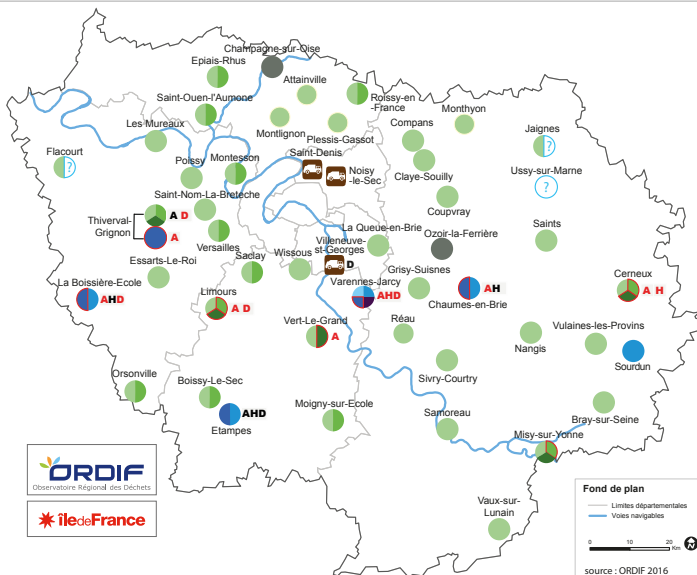 Champagne-sur-Oise
Epiais-Rhus
Attainville
Saint-Ouen-l'Aumone
Roissy-en
-France
Les Mureaux
Monthyon
Montlignon
Plessis-Gassot
Compans
Jaignes
?
Flacourt
?
Saint-Denis
Montesson
Poissy
Noisy
-le-Sec
Claye-Souilly
Ussy-sur-Marne
?
Saint-Nom-La-Breteche
Coupvray
Thiverval-
Grignon
A D
A
Versailles
La Queue-en-Brie
Saints
Ozoir-la-Ferrière
Villeneuve-
st-Georges
D
Saclay
Wissous
Essarts-Le-Roi
Varennes-Jarcy
AHD
Grisy-Suisnes
Cerneux
A H
La Boissière-Ecole
AHD
Limours
A D
AH
Chaumes-en-Brie
Vert-Le-Grand
A
Réau
Vulaines-les-Provins
Nangis
Sourdun
Orsonville
Boissy-Le-Sec
Sivry-Courtry
AHD
Etampes
Moigny-sur-Ecole
Samoreau
Bray-sur-Seine
Misy-sur-Yonne
Vaux-sur-
Lunain
ORDIF
Observatoire Régional des Déchets
île de France
Fond de plan
Limites départementales
Voies navigables
0 10 20 Km
N
source : ORDIF 2016